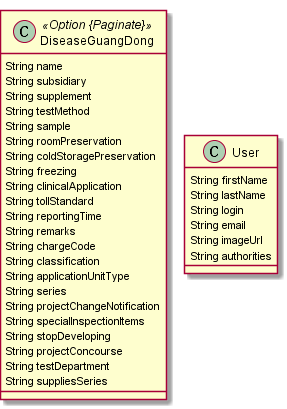 C «Option {Paginate}»
DiseaseGuangDong
String name
String subsidiary
String supplement
String testMethod
String sample
String roomPreservation
String coldStoragePreservation
String freezing
String clinicalApplication
String tollStandard
String reportingTime
String remarks
String chargeCode
String classification
String applicationUnitType
String series
String projectChangeNotification
String specialInspectionItems
String stopDeveloping
String projectConcourse
String testDepartment
String suppliesSeries
C User
String firstName
String lastName
String login
String email
String imageUrl
String authorities